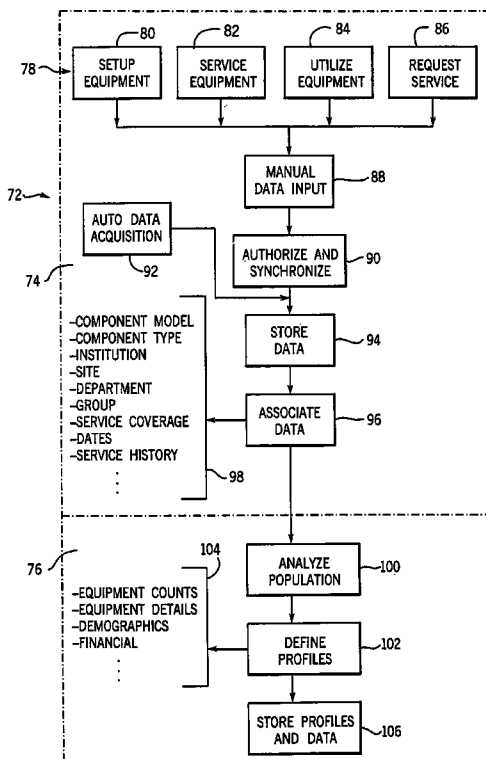 80
82
84
86
78
SETUP
EQUIPMENT
SERVICE
EQUIPMENT
UTILIZE
EQUIPMENT
REQUEST
SERVICE
MANUAL
DATA INPUT
88
72
AUTO DATA
ACQUISITION
92
AUTHORIZE AND
SYNCHRONIZE
90
74
STORE
DATA
94
-COMPONENT MODEL
-COMPONENT TYPE
-INSTITUTION
-SITE
-DEPARTMENT
-GROUP
-SERVICE COVERAGE
-DATES
-SERVICE HISTORY
ASSOCIATE
DATA
96
98
76
104
ANALYZE
POPULATION
100
-EQUIPMENT COUNTS
-EQUIPMENT DETAILS
-DEMOGRAPHICS
-FINANCIAL
DEFINE
PROFILES
102
STORE PROFILES
AND DATA
106